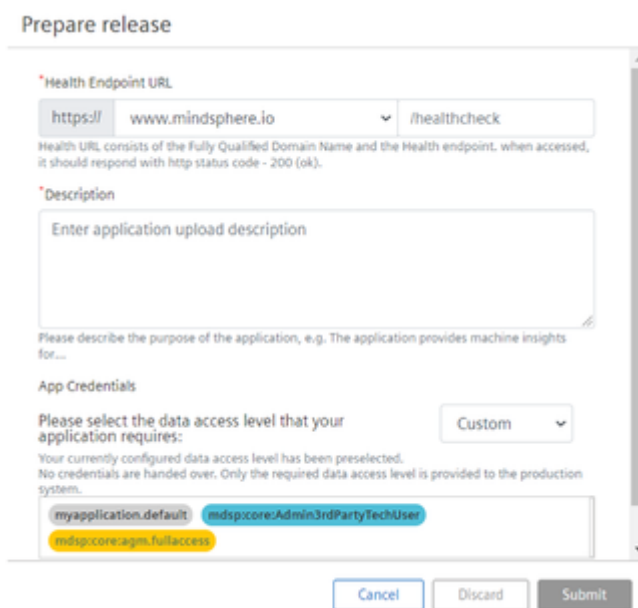 Prepare release
*Health Endpoint URL
https:// www.mindsphere.io /healthcheck
Health URL consists of the Fully Qualified Domain Name and the Health endpoint. when accessed,
it should respond with http status code - 200 (ok).
*Description
Enter application upload description
Please describe the purpose of the application, e.g. The application provides machine insights
for....
App Credentials
Please select the data access level that your
application requires:
Custom
Your currently configured data access level has been preselected.
No credentials are handed over. Only the required data access level is provided to the production
system.
myapplication.default mdsp:core:Admin3rdPartyTechUser
mdsp:core:agm.fullaccess
Cancel Discard Submit